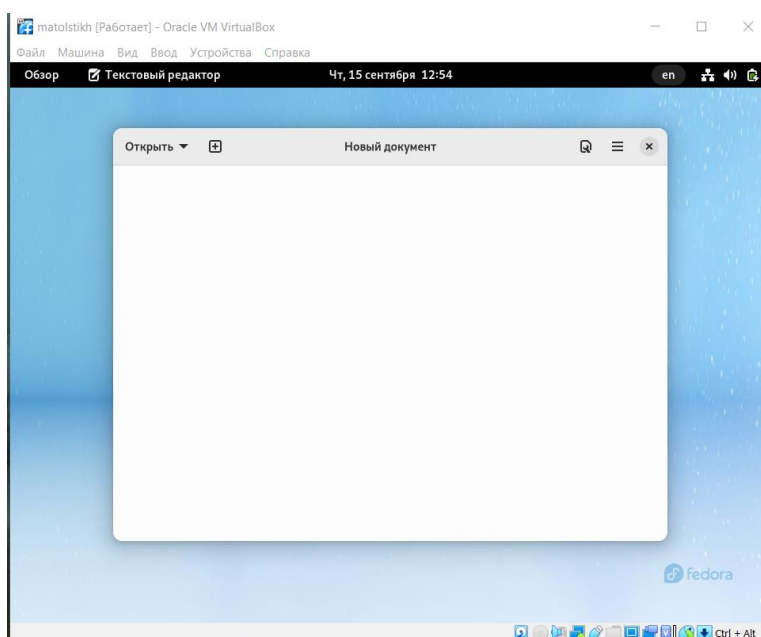 matolstikh [Работает] - Oracle VM VirtualBox
Файл Машина Вид Ввод Устройства Справка
Обзор Текстовый редактор Чт, 15 сентября 12:54 en
Открыть Новый документ
fedora
Ctrl + Alt